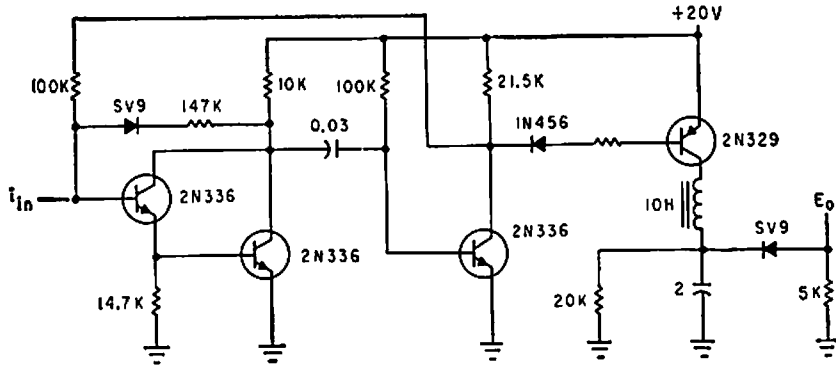 +20V
100K
10K
100K
21.5K
SV9
147K
0.03
1N456
2N329
i_in
2N336
2N336
2N336
10H
E_o
SV9
14.7K
20K
2
5K